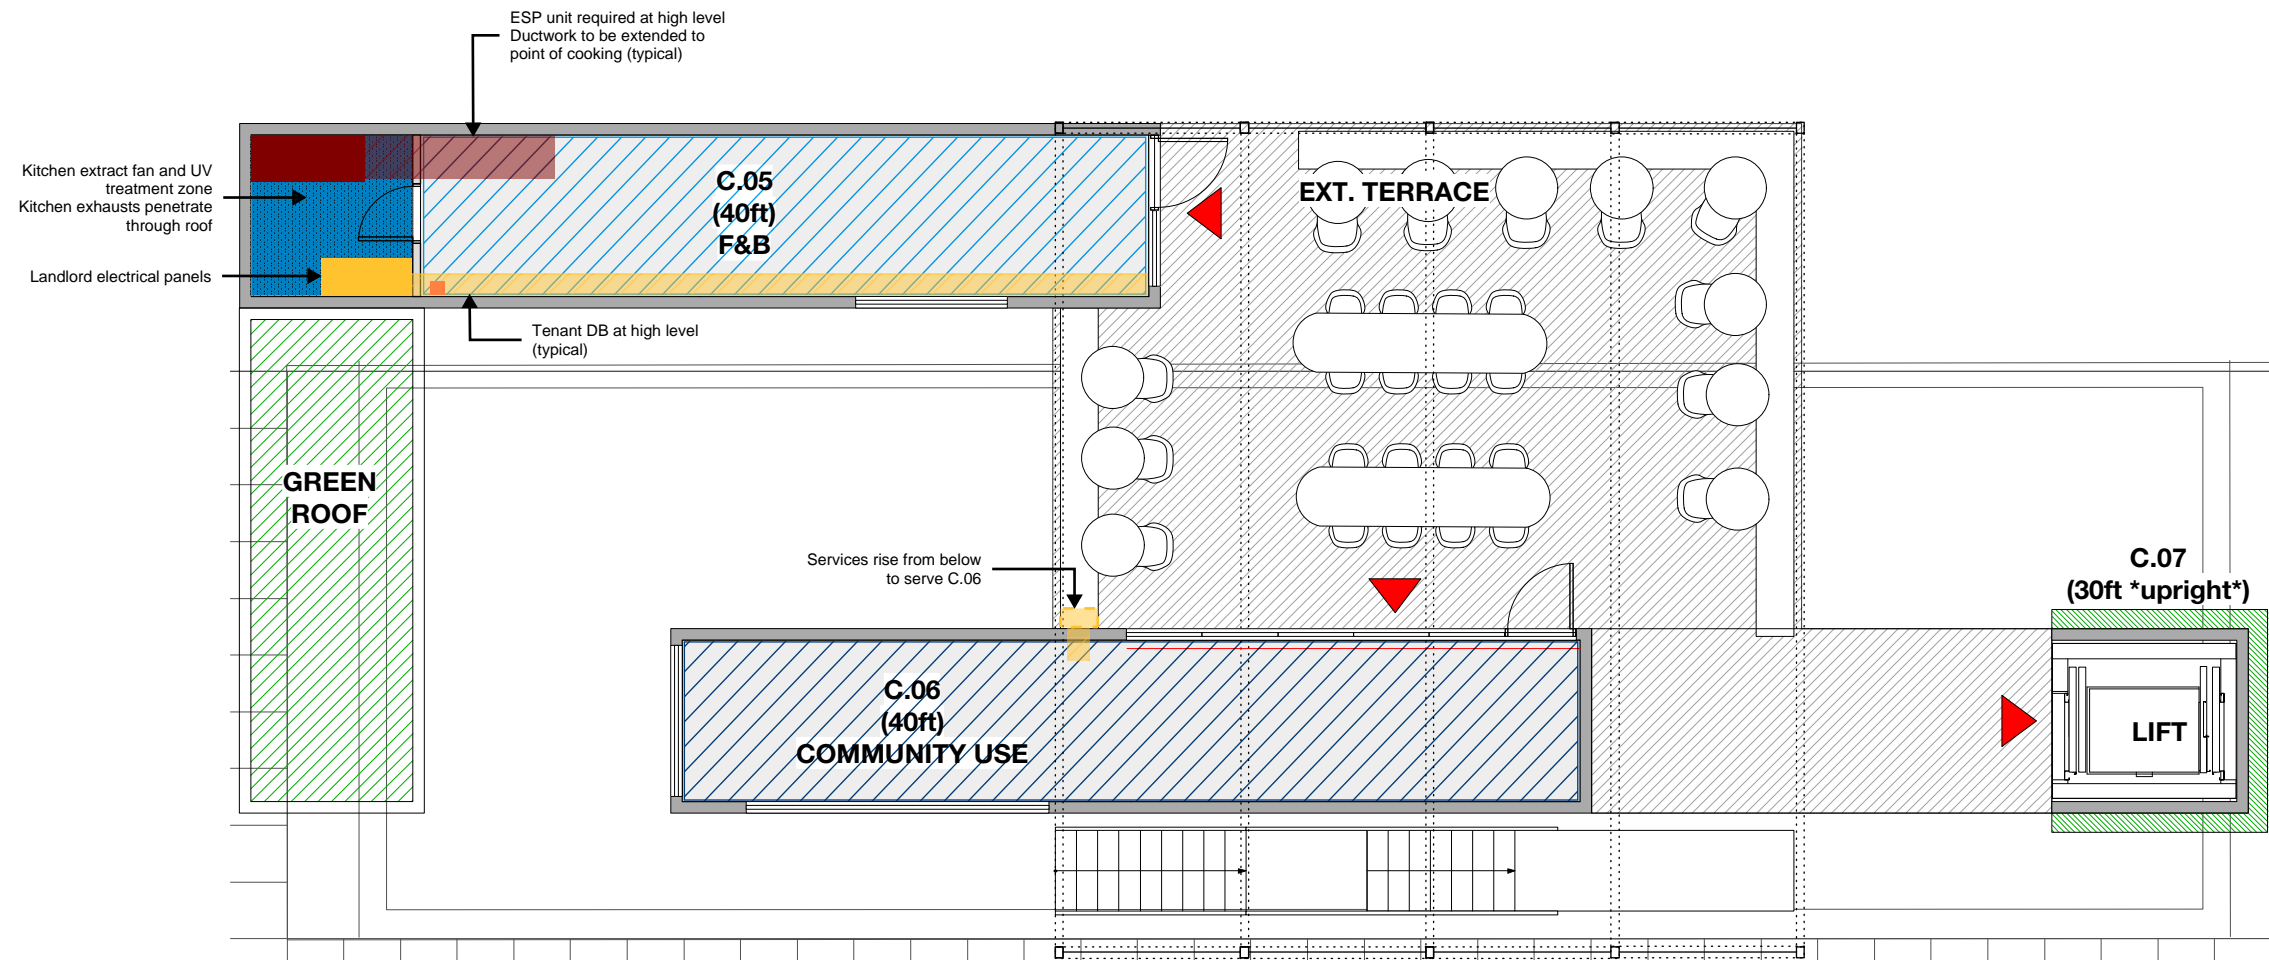 ESP unit required at high level
Ductwork to be extended to
point of cooking (typical)
Kitchen extract fan and UV
treatment zone
Kitchen exhausts penetrate
through roof
Landlord electrical panels
C.05
(40ft)
F&B
EXT. TERRACE
Tenant DB at high level
(typical)
GREEN
ROOF
Services rise from below
to serve C.06
C.07
(30ft *upright*)
C.06
(40ft)
COMMUNITY USE
LIFT